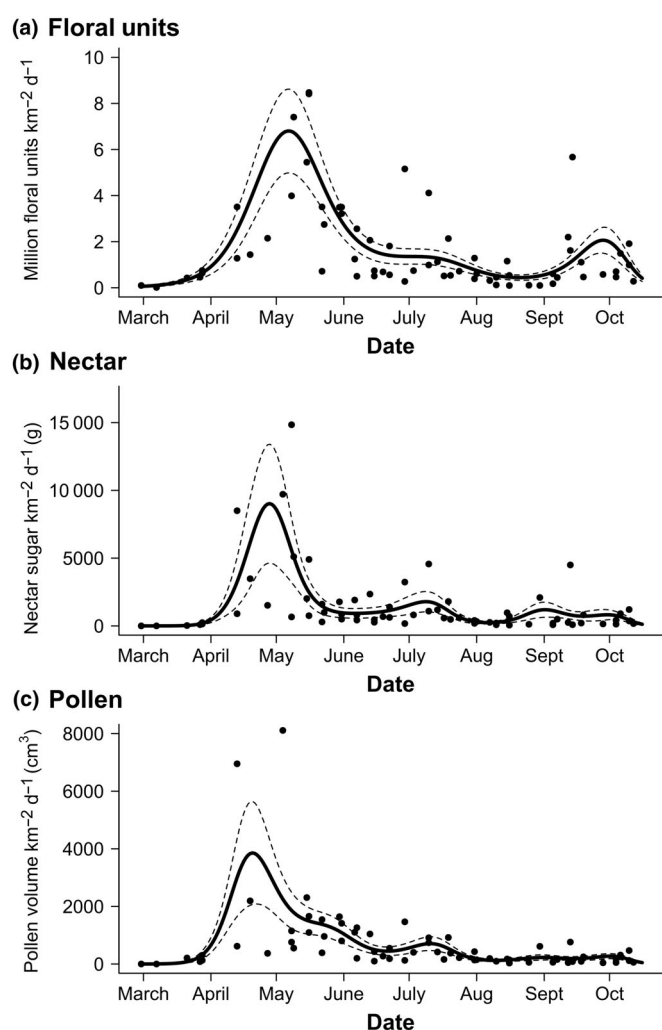 (a) Floral units
Million floral units km⁻² d⁻¹
10
8
6
4
2
0
March April May June July Aug Sept Oct
Date
(b) Nectar
Nectar sugar km⁻² d⁻¹ (g)
15 000
10 000
5000
0
March April May June July Aug Sept Oct
Date
(c) Pollen
Pollen volume km⁻² d⁻¹ (cm³)
8000
6000
4000
2000
0
March April May June July Aug Sept Oct
Date